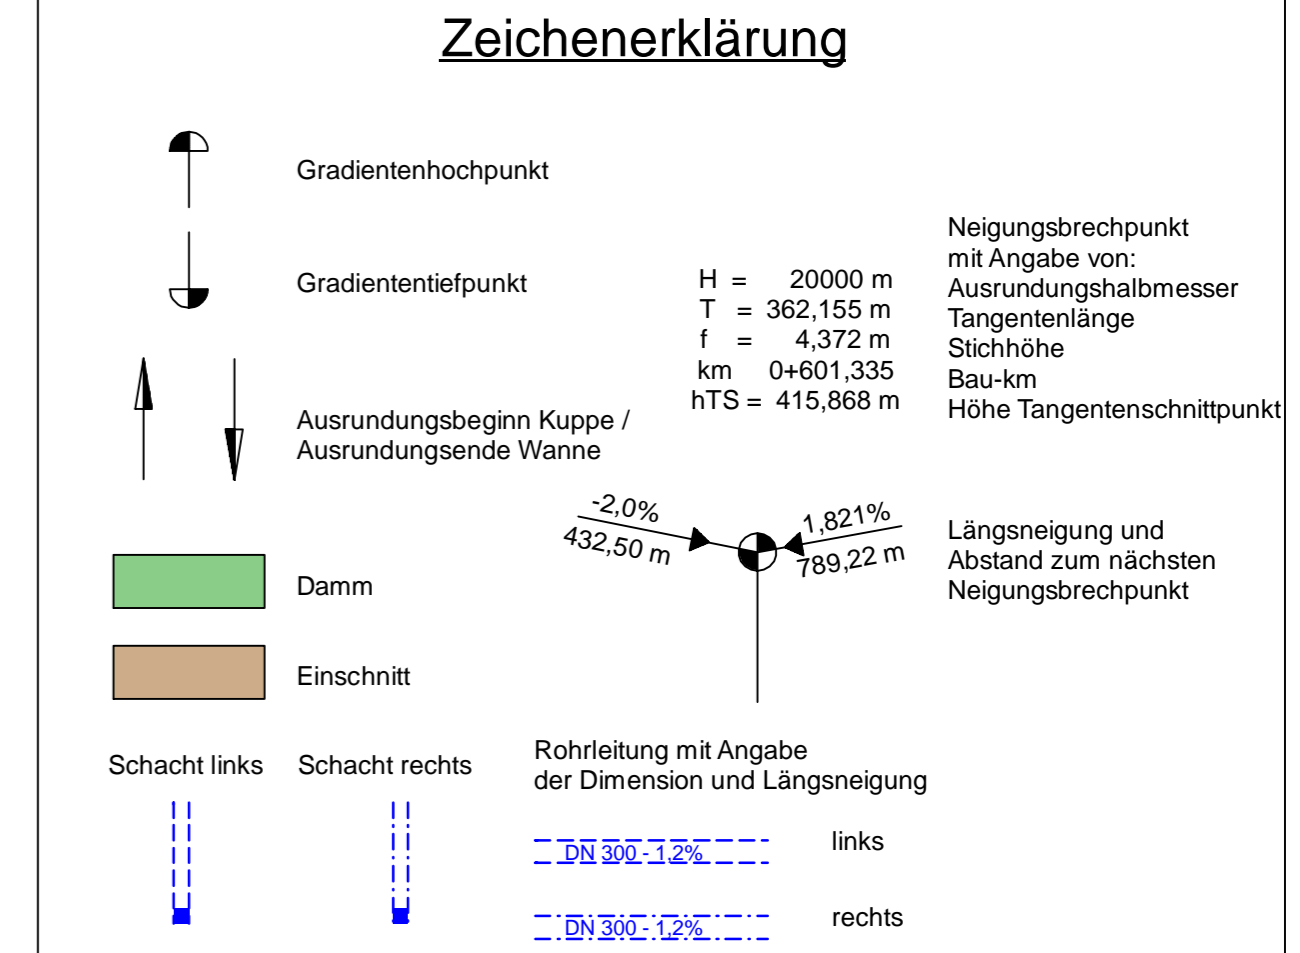 Zeichenerklärung
Gradientenhochpunkt
Gradiententiefpunkt
Ausrundungsbeginn Kuppe /
Ausrundungsende Wanne
Damm
Einschnitt
H = 20000 m
T = 362,155 m
f = 4,372 m
km 0+601,335
hTS = 415,868 m
Neigungsbrechpunkt
mit Angabe von:
Ausrundungshalbmesser
Tangentenlänge
Stichhöhe
Bau-km
Höhe Tangentenschnittpunkt
-2,0%
432,50 m
1,821%
789,22 m
Längsneigung und
Abstand zum nächsten
Neigungsbrechpunkt
Schacht links
Schacht rechts
Rohrleitung mit Angabe
der Dimension und Längsneigung
DN 300 - 1,2%
links
DN 300 - 1,2%
rechts